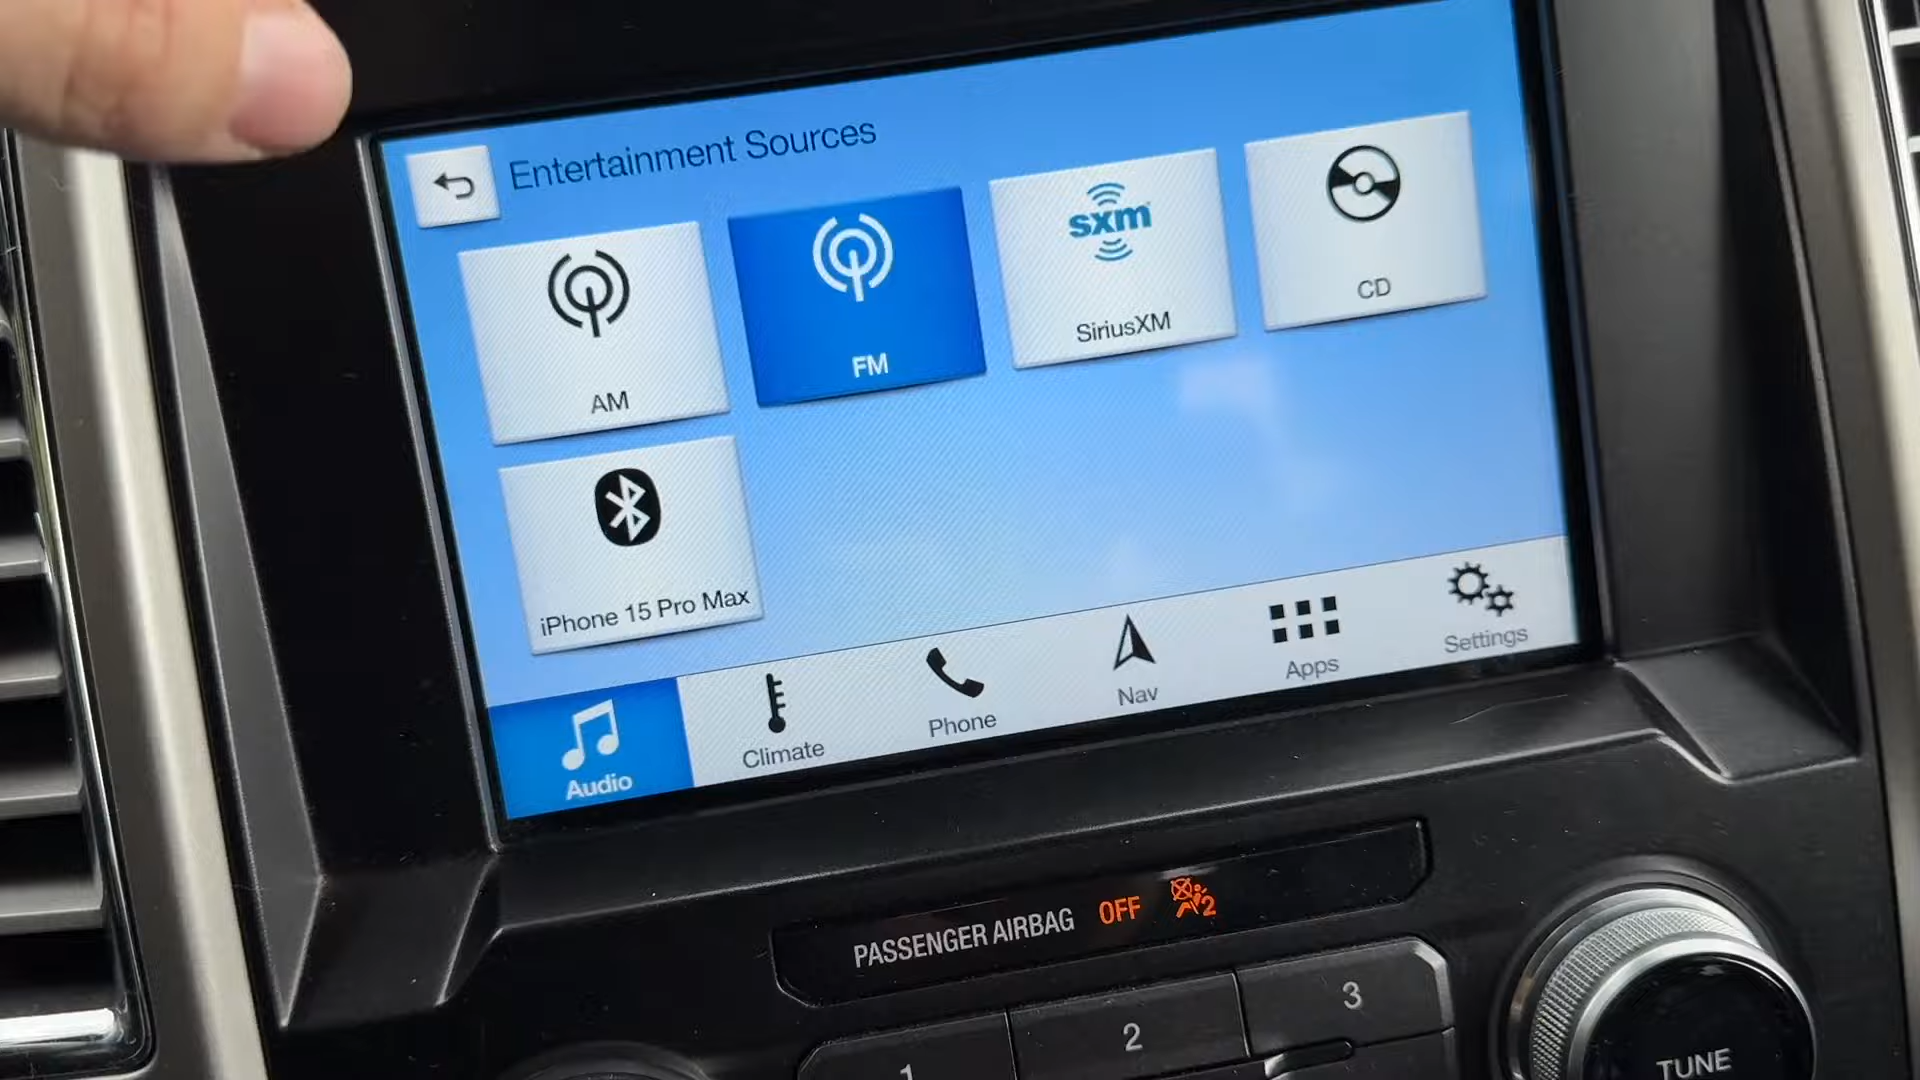 Entertainment Sources
AM
FM
sxm
SiriusXM
CD
iPhone 15 Pro Max
Audio
Climate
Phone
Nav
Apps
Settings
PASSENGER AIRBAG OFF 2
1
2
3
TUNE